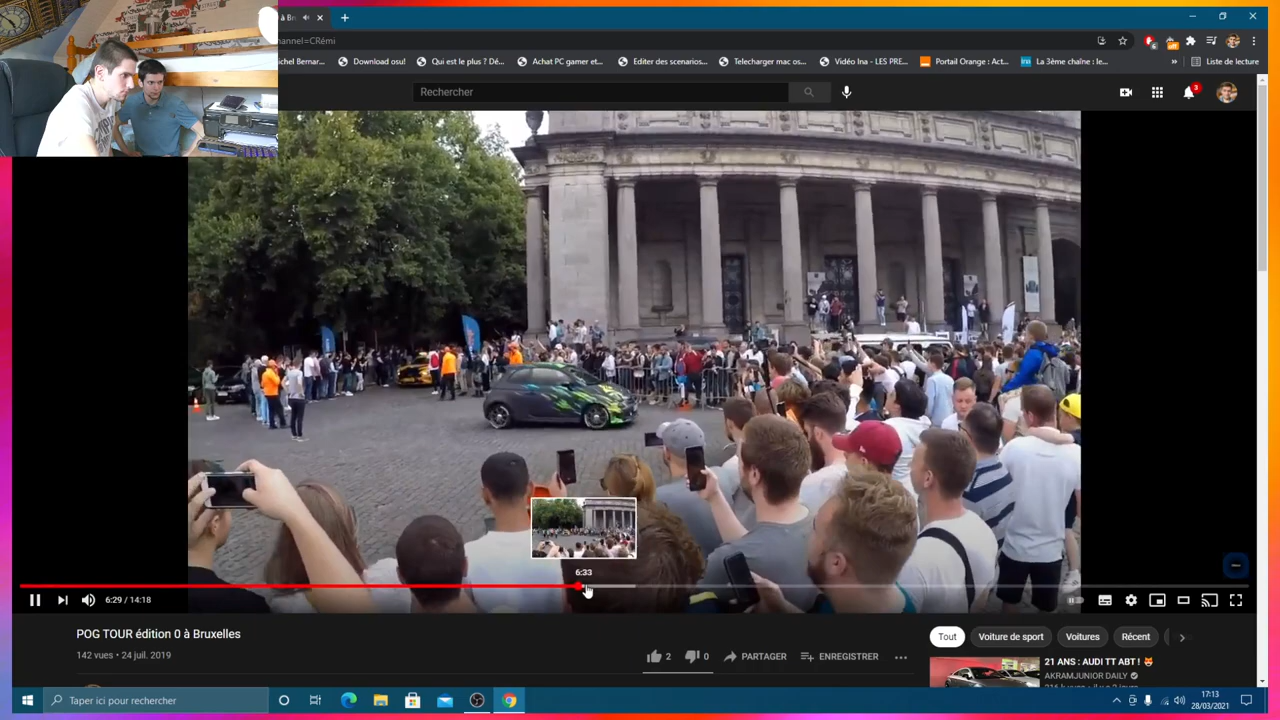 à Br
channel=CRémi
ichel Bernar...
Download osu!
Qui est le plus ? Dé...
Achat PC gamer et...
Editer des scenarios...
Telecharger mac os...
Vidéo Ina - LES PRE...
Portail Orange : Act...
La 3ème chaîne : le...
»
Liste de lecture
Rechercher
3
6:33
6:29 / 14:18
POG TOUR édition 0 à Bruxelles
142 vues • 24 juil. 2019
2
0
PARTAGER
ENREGISTRER
Tout
Voiture de sport
Voitures
Récent
21 ANS : AUDI TT ABT !
AKRAMJUNIOR DAILY
Taper ici pour rechercher
17:13
28/03/2021